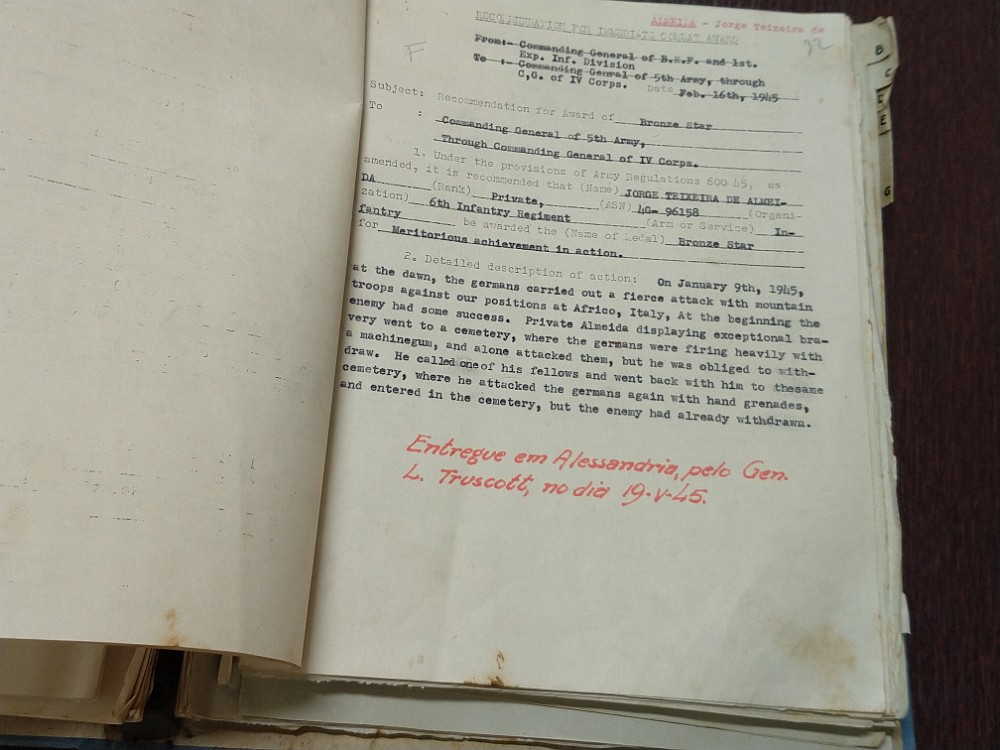 ALMEIDA - Jorge Teixeira de
32
RECOMMENDATION FOR IMMEDIATE COMBAT AWARD
F
From:- Commanding General of B.E.F. and 1st.
Exp. Inf. Division
To :- Commanding Genral of 5th Army, through
C,G. of IV Corps. Date Feb. 16th, 1945
Subject: Recommendation for Award of Bronze Star
To : Commanding General of 5th Army,
Through Commanding General of IV Corps.
1. Under the provisions of Army Regulations 600-45, as
amended, it is recommended that (Name) JORGE TEIXEIRA DE ALMEI-
DA (Rank) Private, (ASN) 4G- 96158 (Organi-
zation) 6th Infantry Regiment (Arm or Service) In-
fantry be awarded the (Name of Medal) Bronze Star
for Meritorious achievement in action.
2. Detailed description of action: On January 9th, 1945,
at the dawn, the germans carried out a fierce attack with mountain
troops against our positions at Africo, Italy, At the beginning the
enemy had some success. Private Almeida displaying exceptional bra-
very went to a cemetery, where the germans were firing heavily with
a machinegum, and alone attacked them, but he was obliged to with-
draw. He called one of his fellows and went back with him to thesame
cemetery, where he attacked the germans again with hand grenades,
and entered in the cemetery, but the enemy had already withdrawn.
Entregue em Alessandria, pelo Gen.
L. Truscott, no dia 19-V-45.
B
C
E
E
G